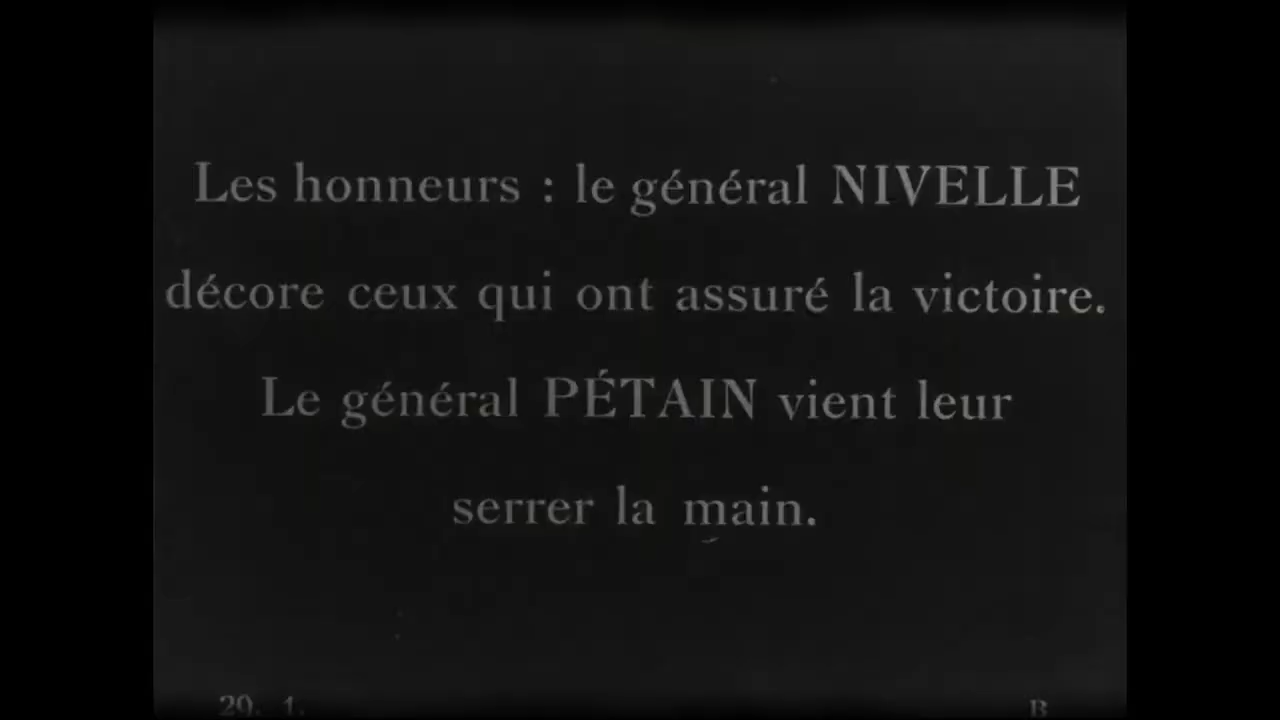 Les honneurs : le général NIVELLE
décore ceux qui ont assuré la victoire.
Le général PÉTAIN vient leur
serrer la main.
29. 1. B